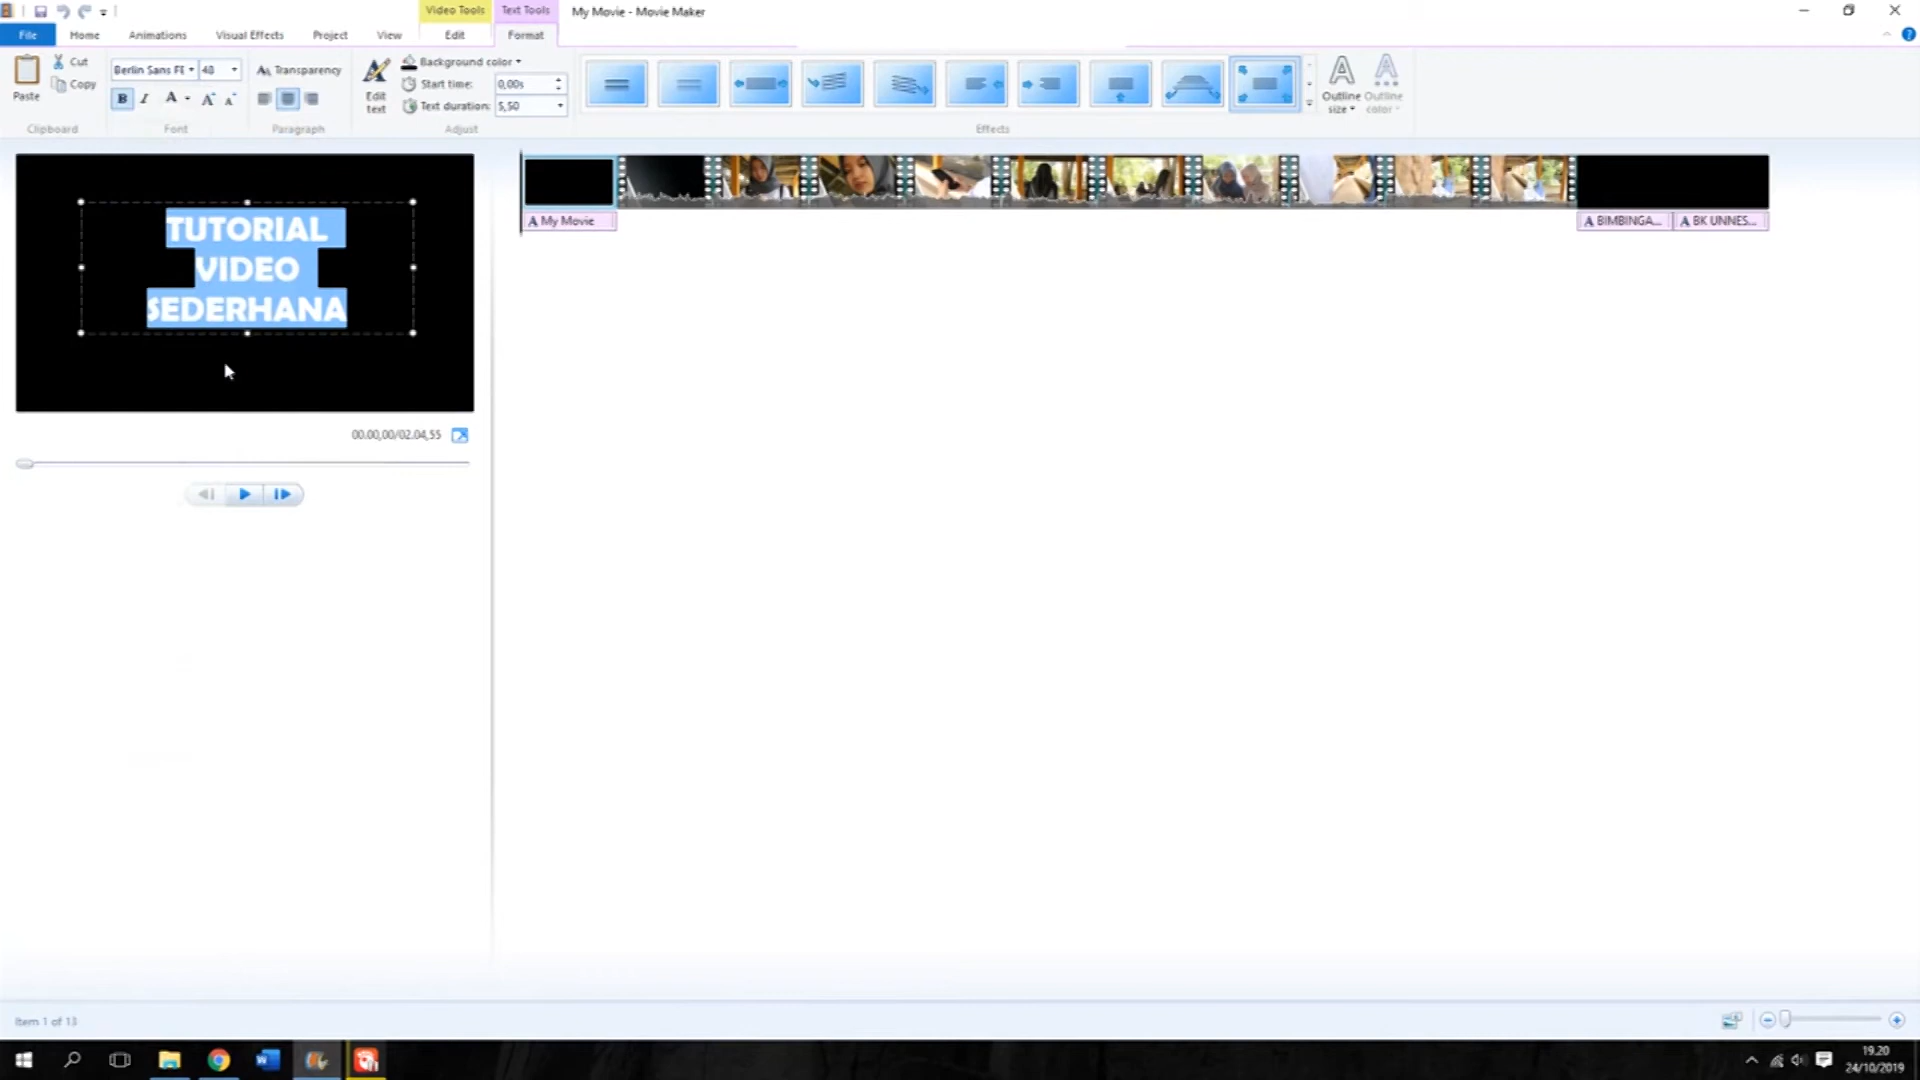 Video Tools
Text Tools
My Movie - Movie Maker
File
Home
Animations
Visual Effects
Project
View
Edit
Format
Paste
Cut
Copy
Clipboard
Berlin Sans FE
48
Font
Transparency
Paragraph
Edit text
Background color
Start time: 0,00s
Text duration: 5,50
Adjust
Effects
Outline size
Outline color
TUTORIAL
VIDEO
SEDERHANA
00.00,00/02.04,55
My Movie
BIMBINGA...
BK UNNES...
Item 1 of 13
19.20
24/10/2019